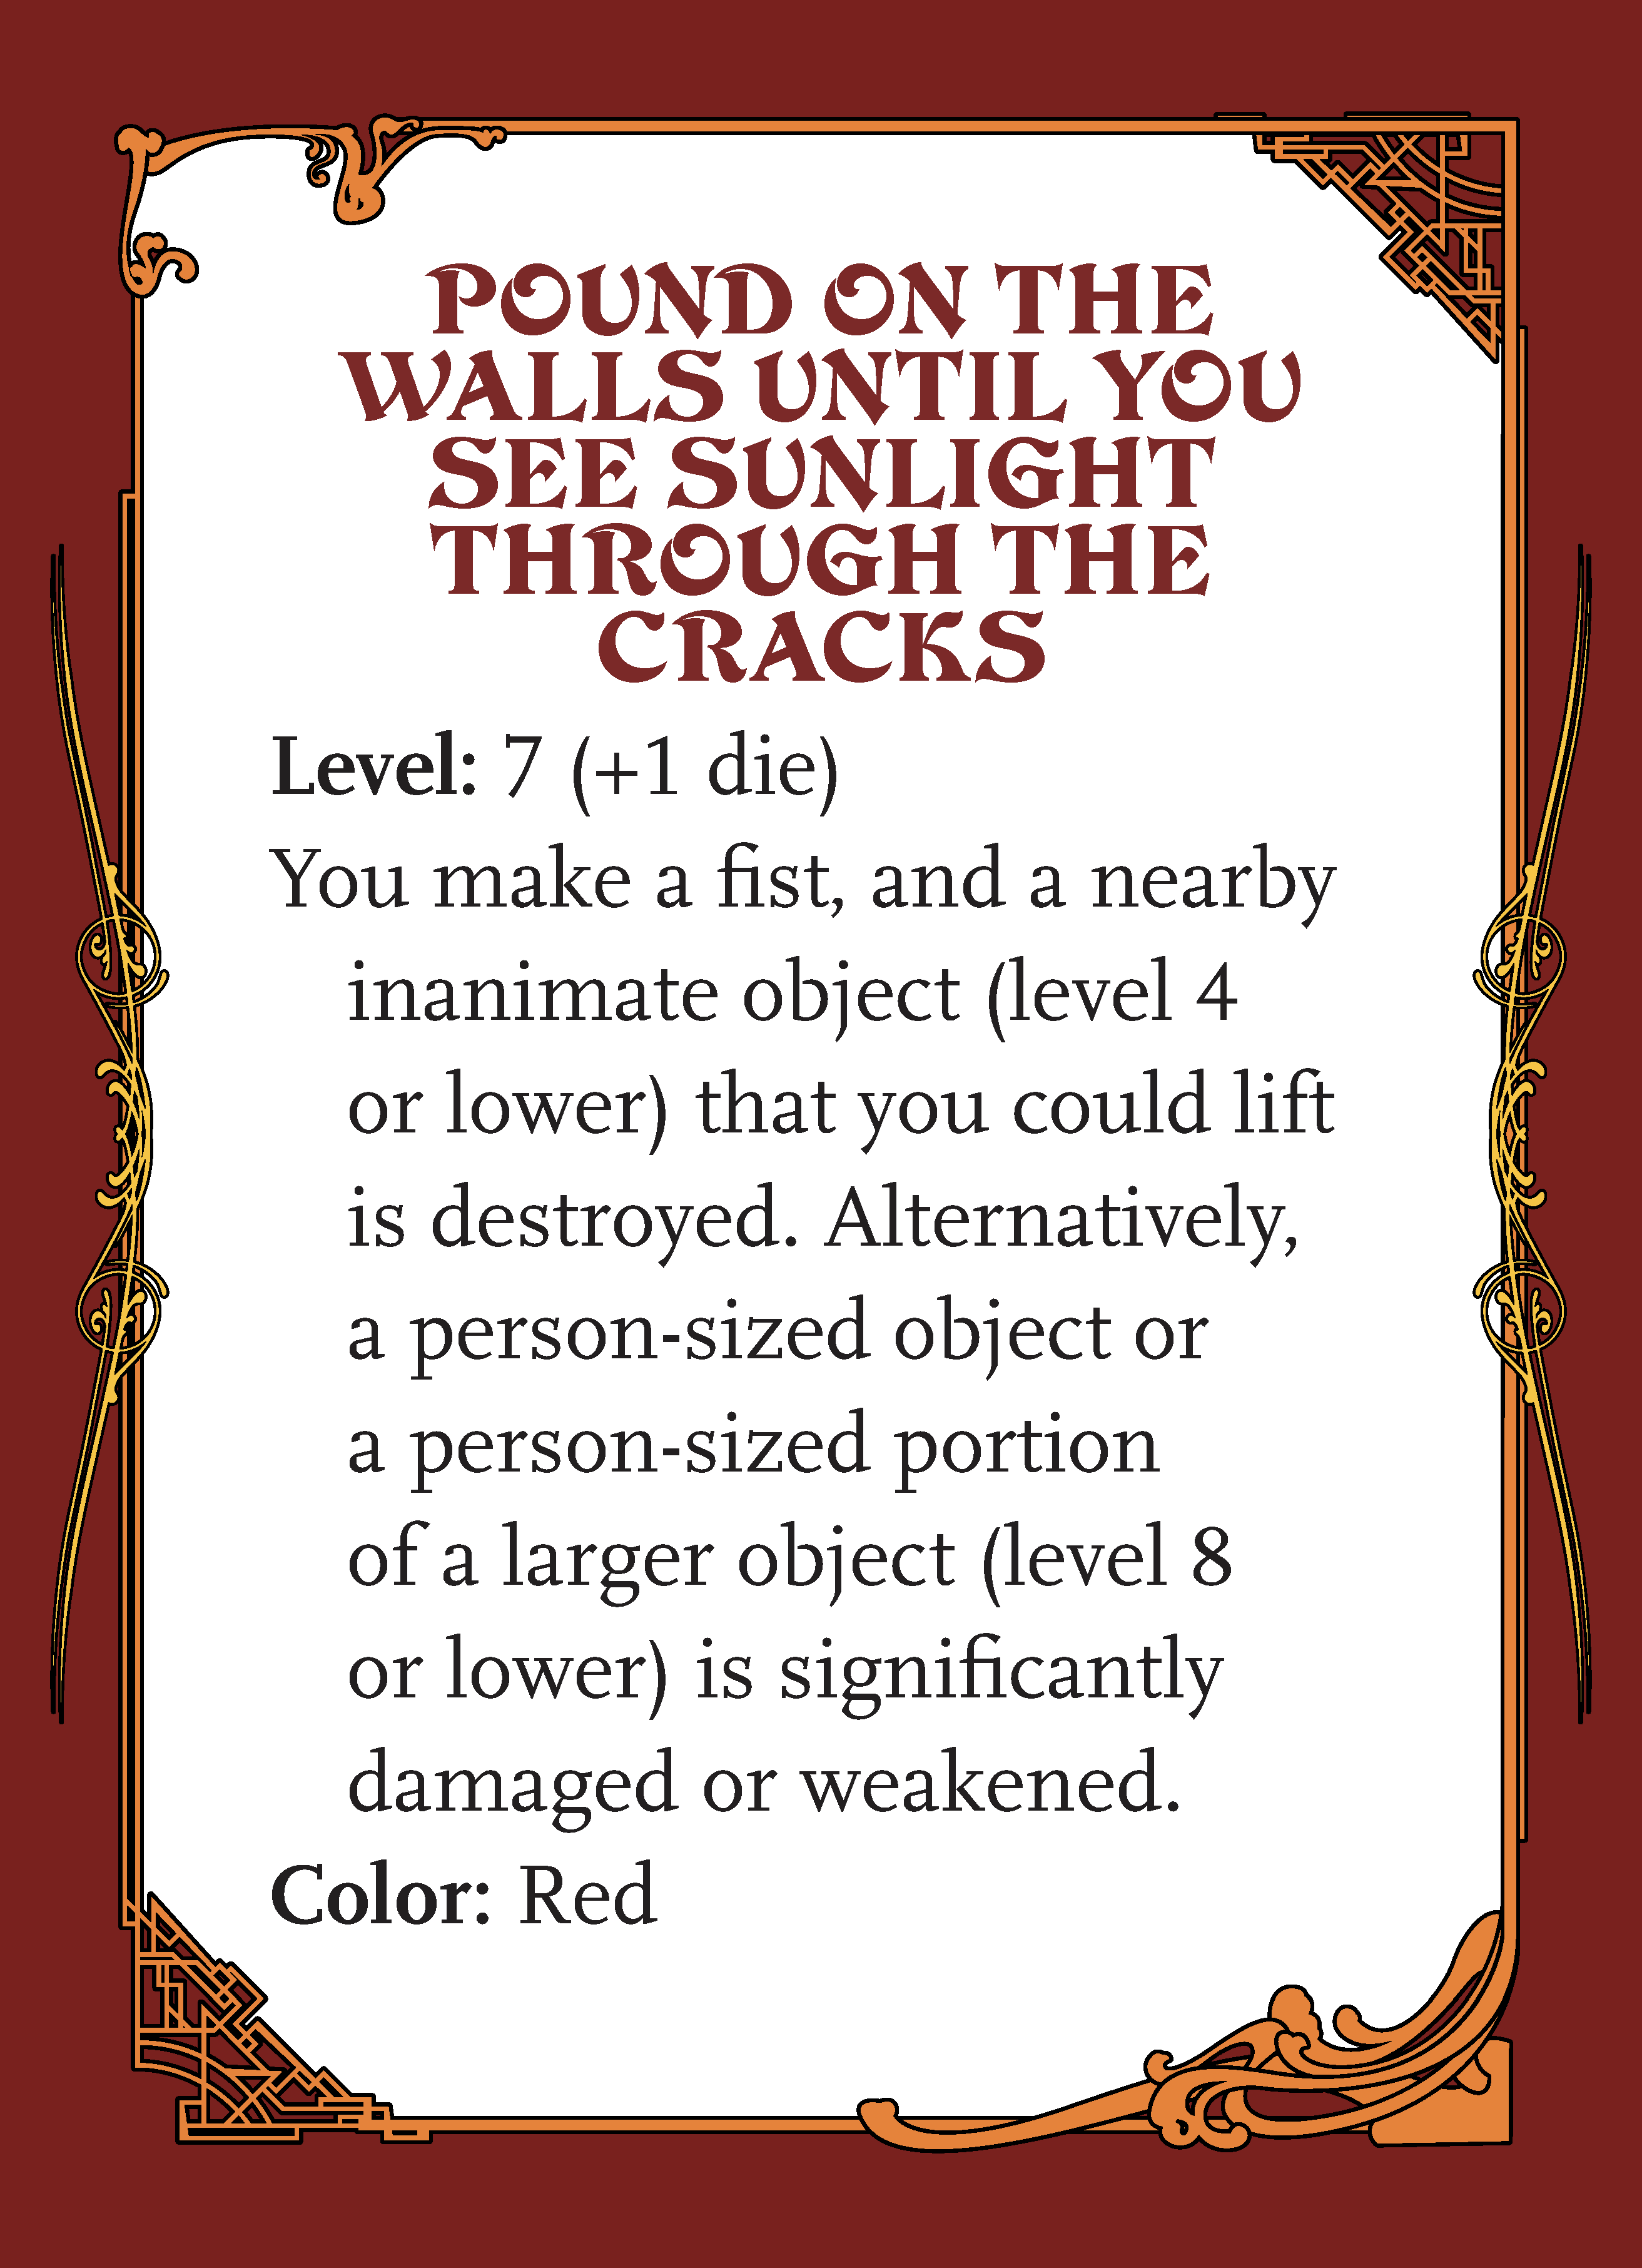 POUND ON THE
WALLS UNTIL YOU
SEE SUNLIGHT
THROUGH THE
CRACKS
Level: 7 (+1 die)
You make a fist, and a nearby
inanimate object (level 4
or lower) that you could lift
is destroyed. Alternatively,
a person-sized object or
a person-sized portion
of a larger object (level 8
or lower) is significantly
damaged or weakened.
Color: Red